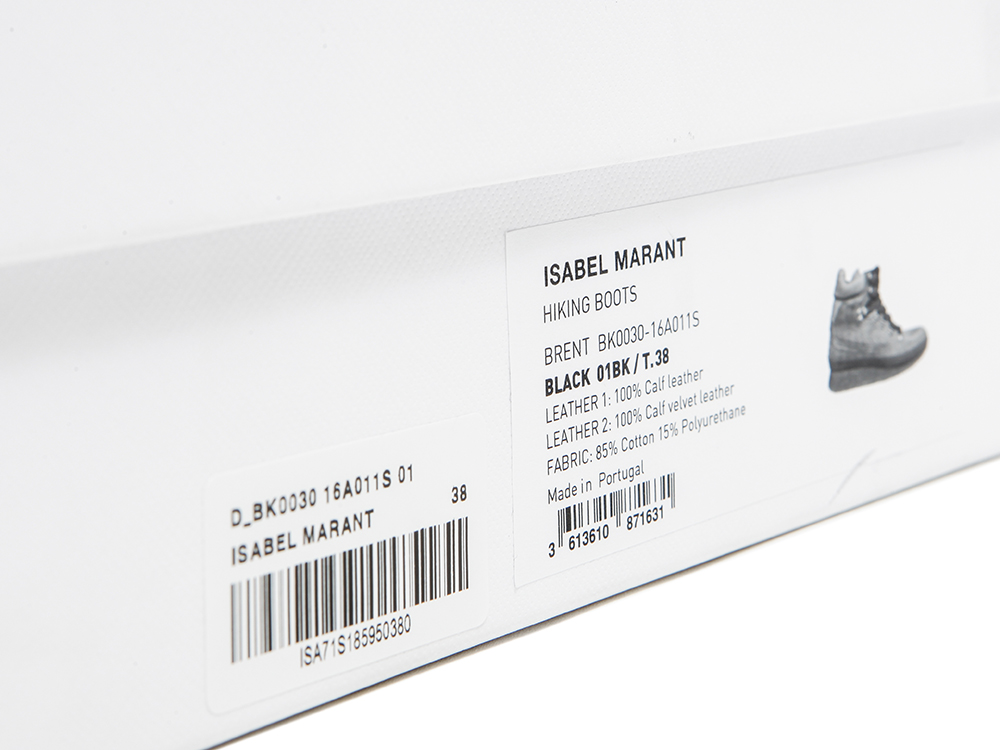 ISABEL MARANT
HIKING BOOTS
BRENT BK0030-16A011S
BLACK 01BK / T.38
LEATHER 1: 100% Calf leather
LEATHER 2: 100% Calf velvet leather
FABRIC: 85% Cotton 15% Polyurethane
Made in Portugal
3 613610 871631
D_BK0030 16A011S 01
38
ISABEL MARANT
ISA71S185950380